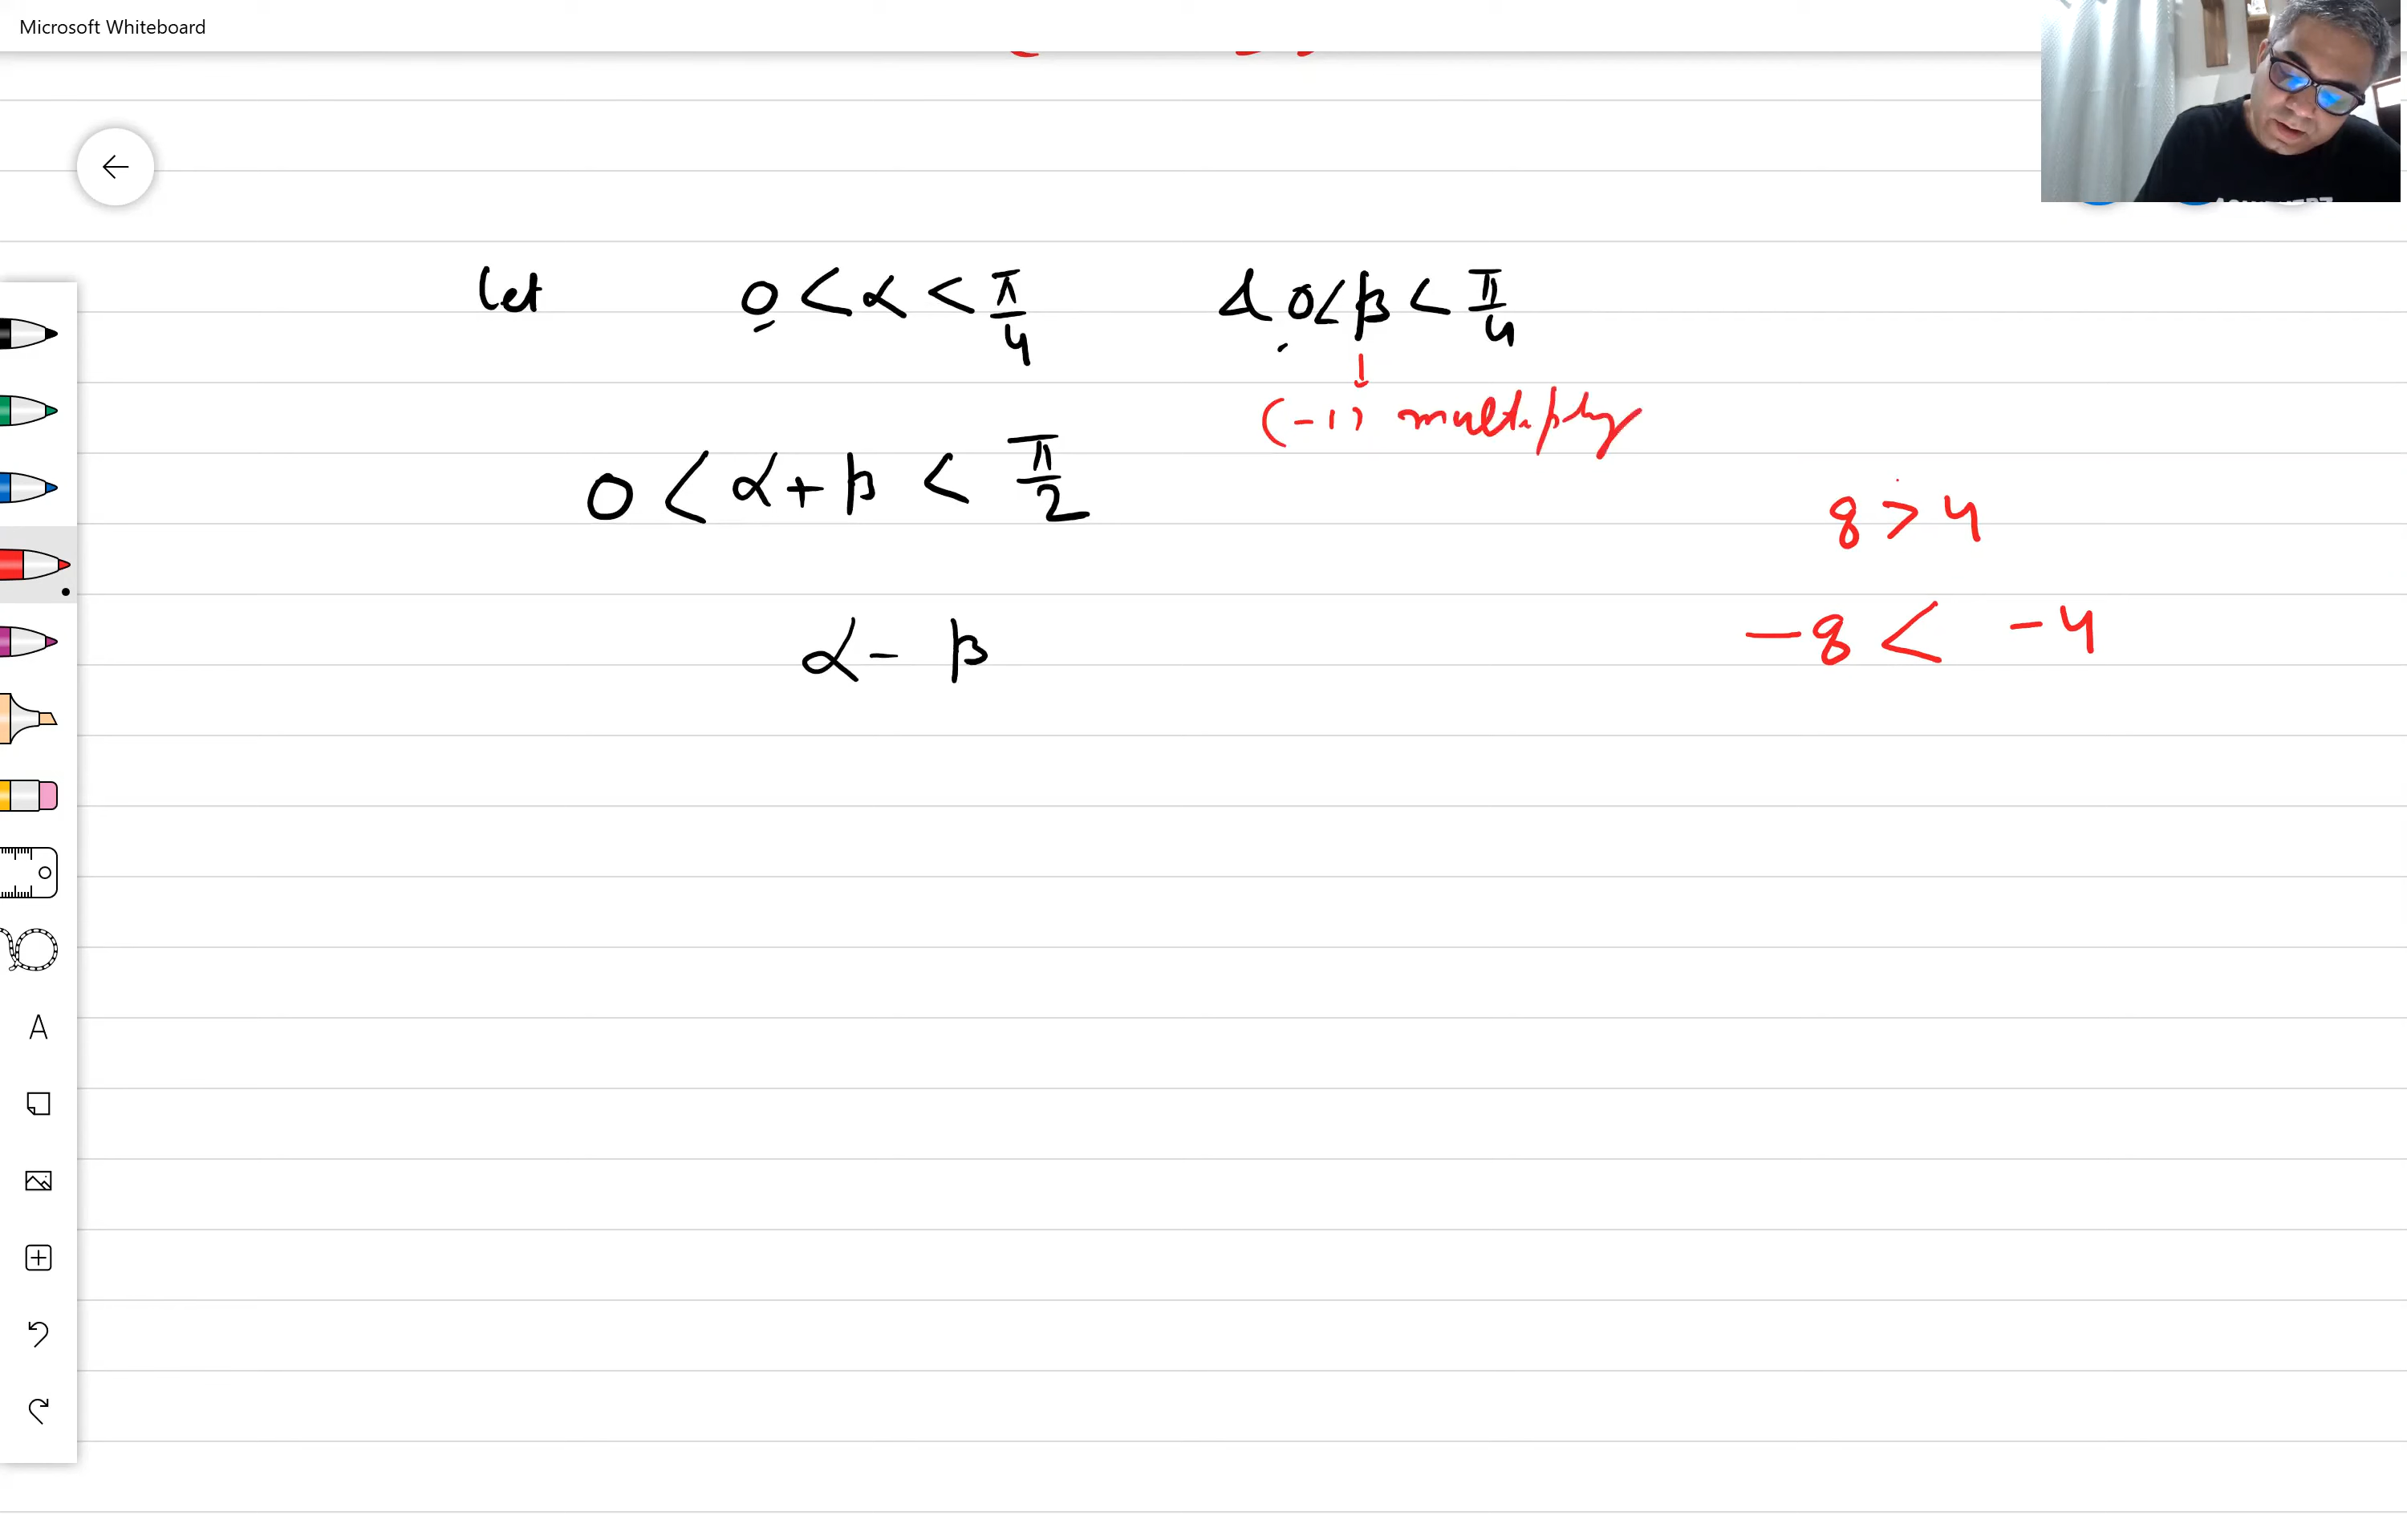 Microsoft Whiteboard
Let 0 < α < π/4 & 0 < β < π/4
(-1) multiply
0 < α + β < π/2
8 > 4
α - β
-8 < -4
A